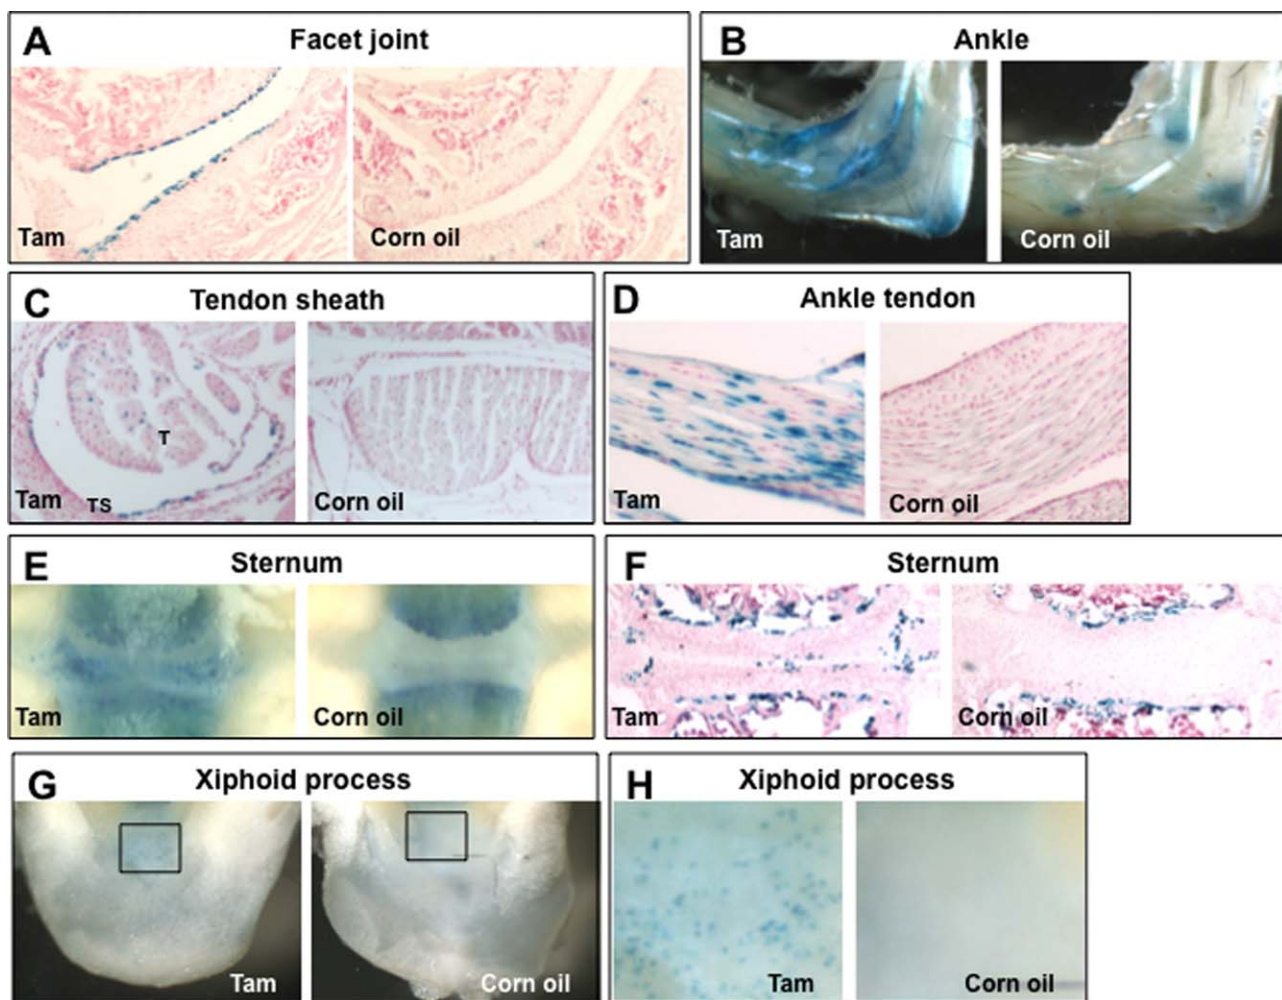 A Facet joint
Tam
Corn oil
B Ankle
Tam
Corn oil
C Tendon sheath
T
Tam
TS
Corn oil
D Ankle tendon
Tam
Corn oil
E Sternum
Tam
Corn oil
F Sternum
Tam
Corn oil
G Xiphoid process
Tam
Corn oil
H Xiphoid process
Tam
Corn oil